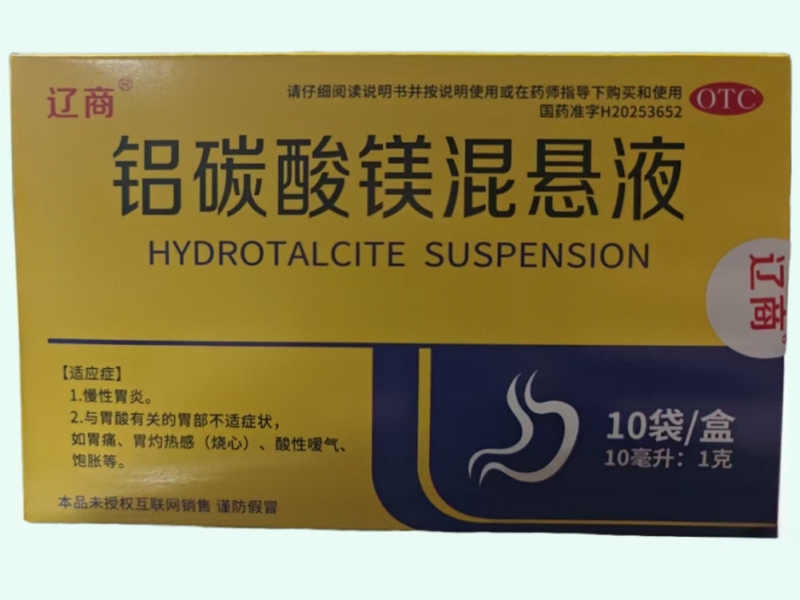 辽商®
请仔细阅读说明书并按说明使用或在药师指导下购买和使用
国药准字H20253652
OTC
铝碳酸镁混悬液
HYDROTALCITE SUSPENSION
辽商®
【适应症】
1.慢性胃炎。
2.与胃酸有关的胃部不适症状，
如胃痛、胃灼热感（烧心）、酸性嗳气、
饱胀等。
10袋/盒
10毫升：1克
本品未授权互联网销售 谨防假冒